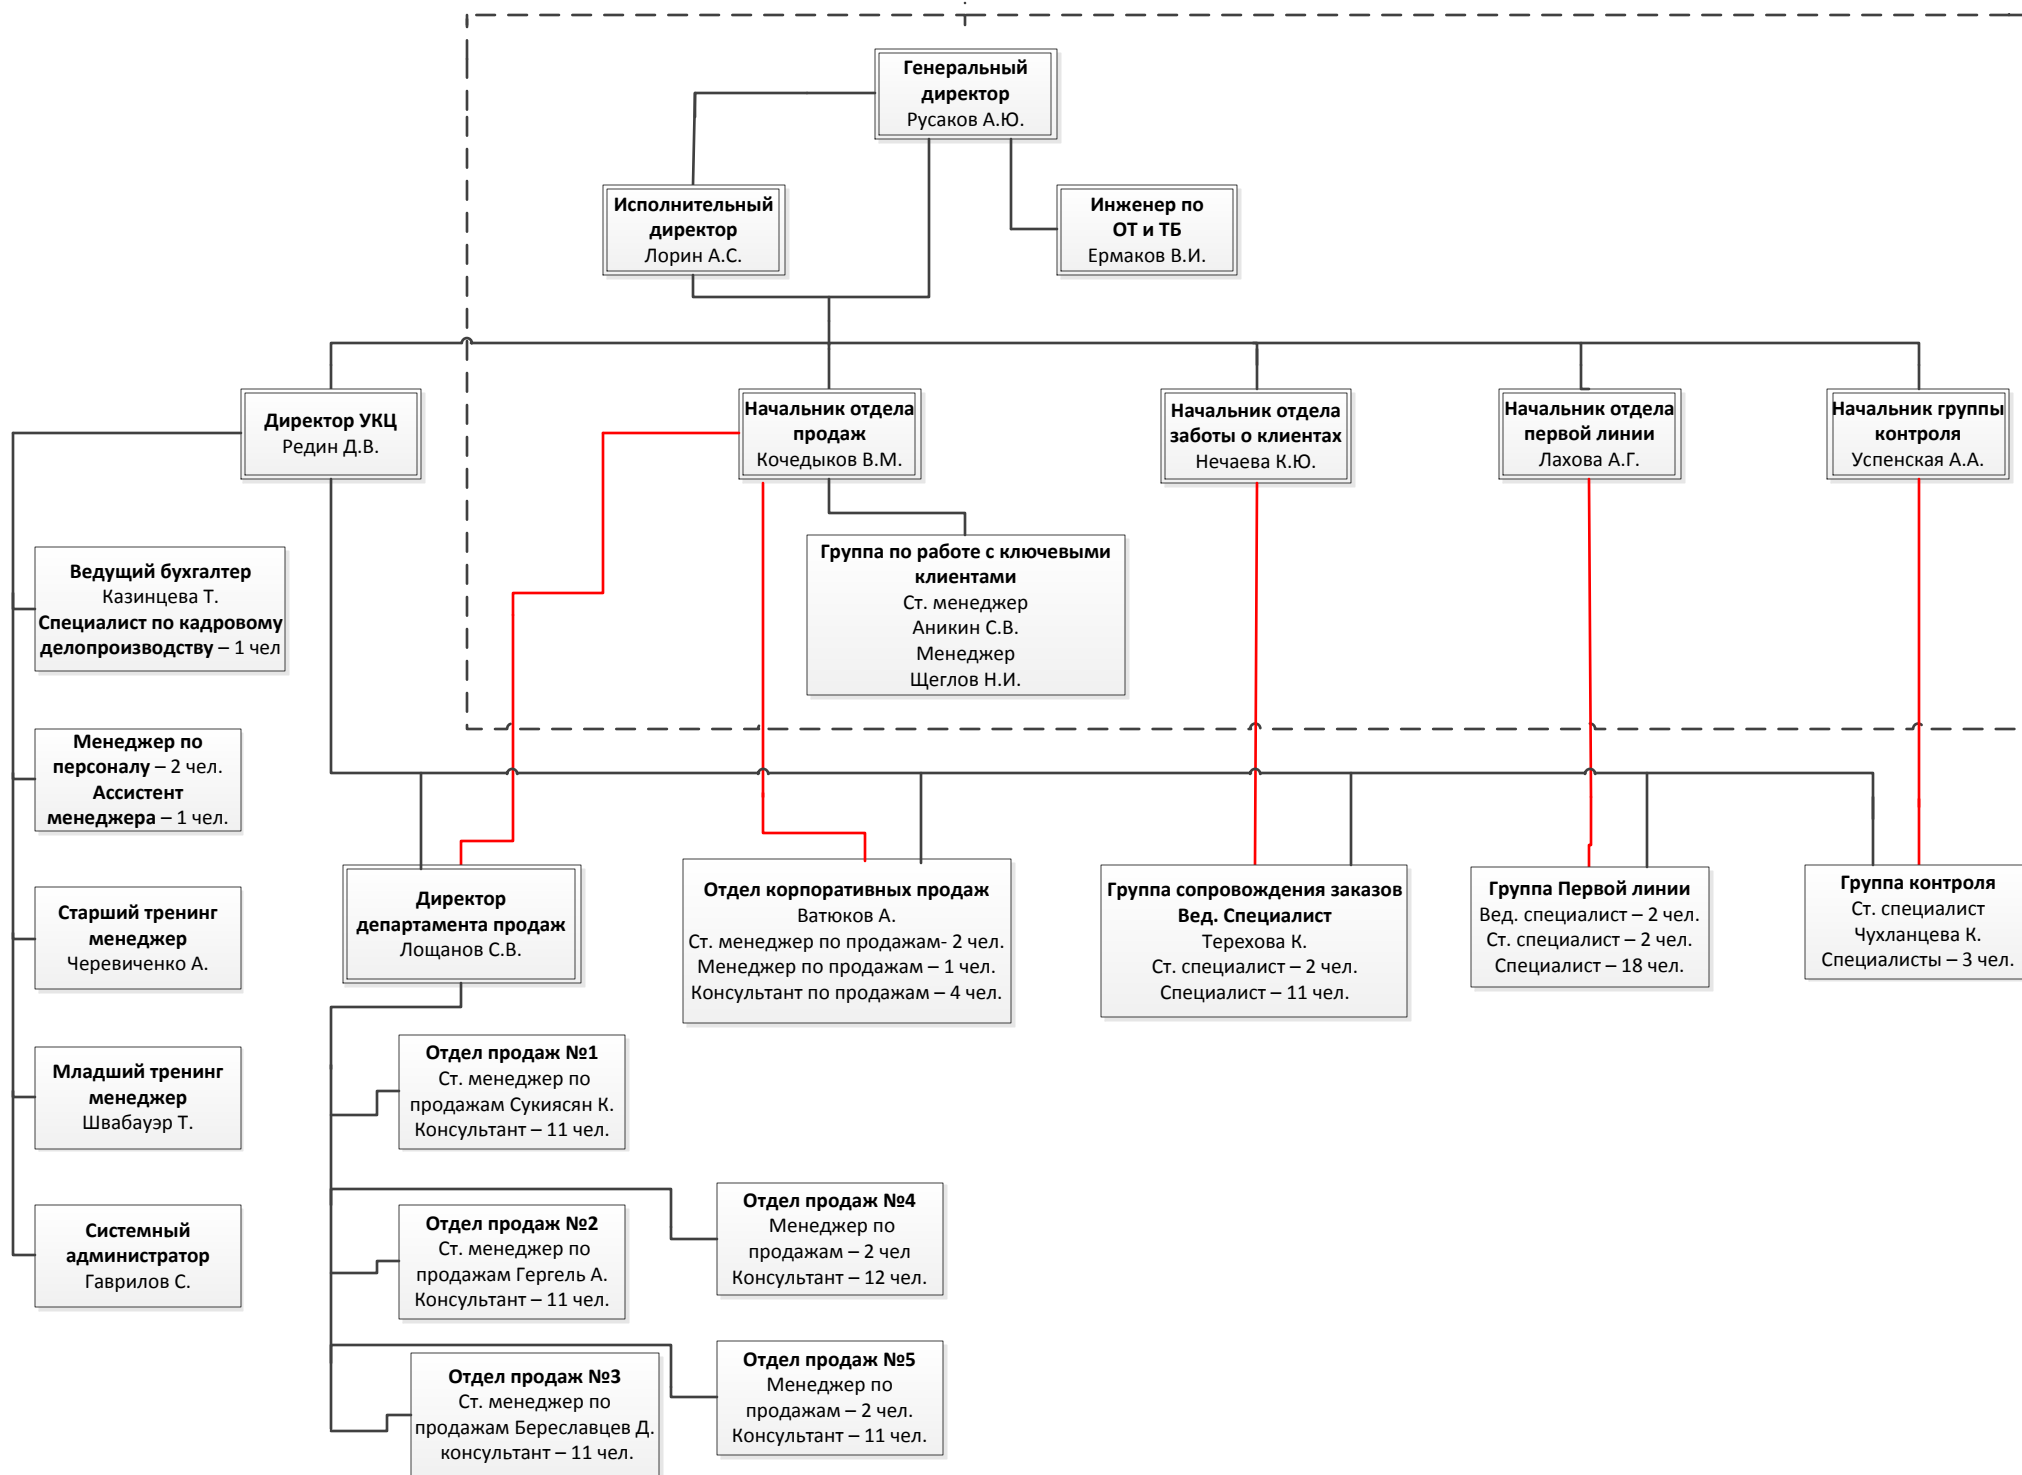 Генеральный
директор
Русаков А.Ю.
Исполнительный
директор
Лорин А.С.
Инженер по
ОТ и ТБ
Ермаков В.И.
Директор УКЦ
Редин Д.В.
Начальник отдела
продаж
Кочедыков В.М.
Начальник отдела
заботы о клиентах
Нечаева К.Ю.
Начальник отдела
первой линии
Лахова А.Г.
Начальник группы
контроля
Успенская А.А.
Группа по работе с ключевыми
клиентами
Ст. менеджер
Аникин С.В.
Менеджер
Щеглов Н.И.
Ведущий бухгалтер
Казинцева Т.
Специалист по кадровому
делопроизводству – 1 чел
Менеджер по
персоналу – 2 чел.
Ассистент
менеджера – 1 чел.
Старший тренинг
менеджер
Черевиченко А.
Младший тренинг
менеджер
Швабауэр Т.
Системный
администратор
Гаврилов С.
Директор
департамента продаж
Лощанов С.В.
Отдел корпоративных продаж
Ватюков А.
Ст. менеджер по продажам- 2 чел.
Менеджер по продажам – 1 чел.
Консультант по продажам – 4 чел.
Группа сопровождения заказов
Вед. Специалист
Терехова К.
Ст. специалист – 2 чел.
Специалист – 11 чел.
Группа Первой линии
Вед. специалист – 2 чел.
Ст. специалист – 2 чел.
Специалист – 18 чел.
Группа контроля
Ст. специалист
Чухланцева К.
Специалисты – 3 чел.
Отдел продаж №1
Ст. менеджер по
продажам Сукиясян К.
Консультант – 11 чел.
Отдел продаж №2
Ст. менеджер по
продажам Гергель А.
Консультант – 11 чел.
Отдел продаж №3
Ст. менеджер по
продажам Береславцев Д.
консультант – 11 чел.
Отдел продаж №4
Менеджер по
продажам – 2 чел
Консультант – 12 чел.
Отдел продаж №5
Менеджер по
продажам – 2 чел.
Консультант – 11 чел.